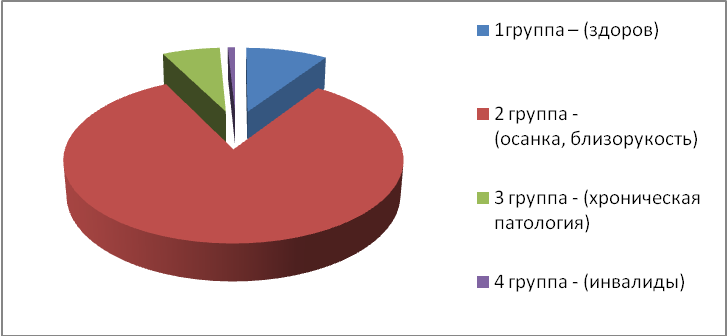 1группа – (здоров)
2 группа -
(осанка, близорукость)
3 группа - (хроническая
патология)
4 группа - (инвалиды)